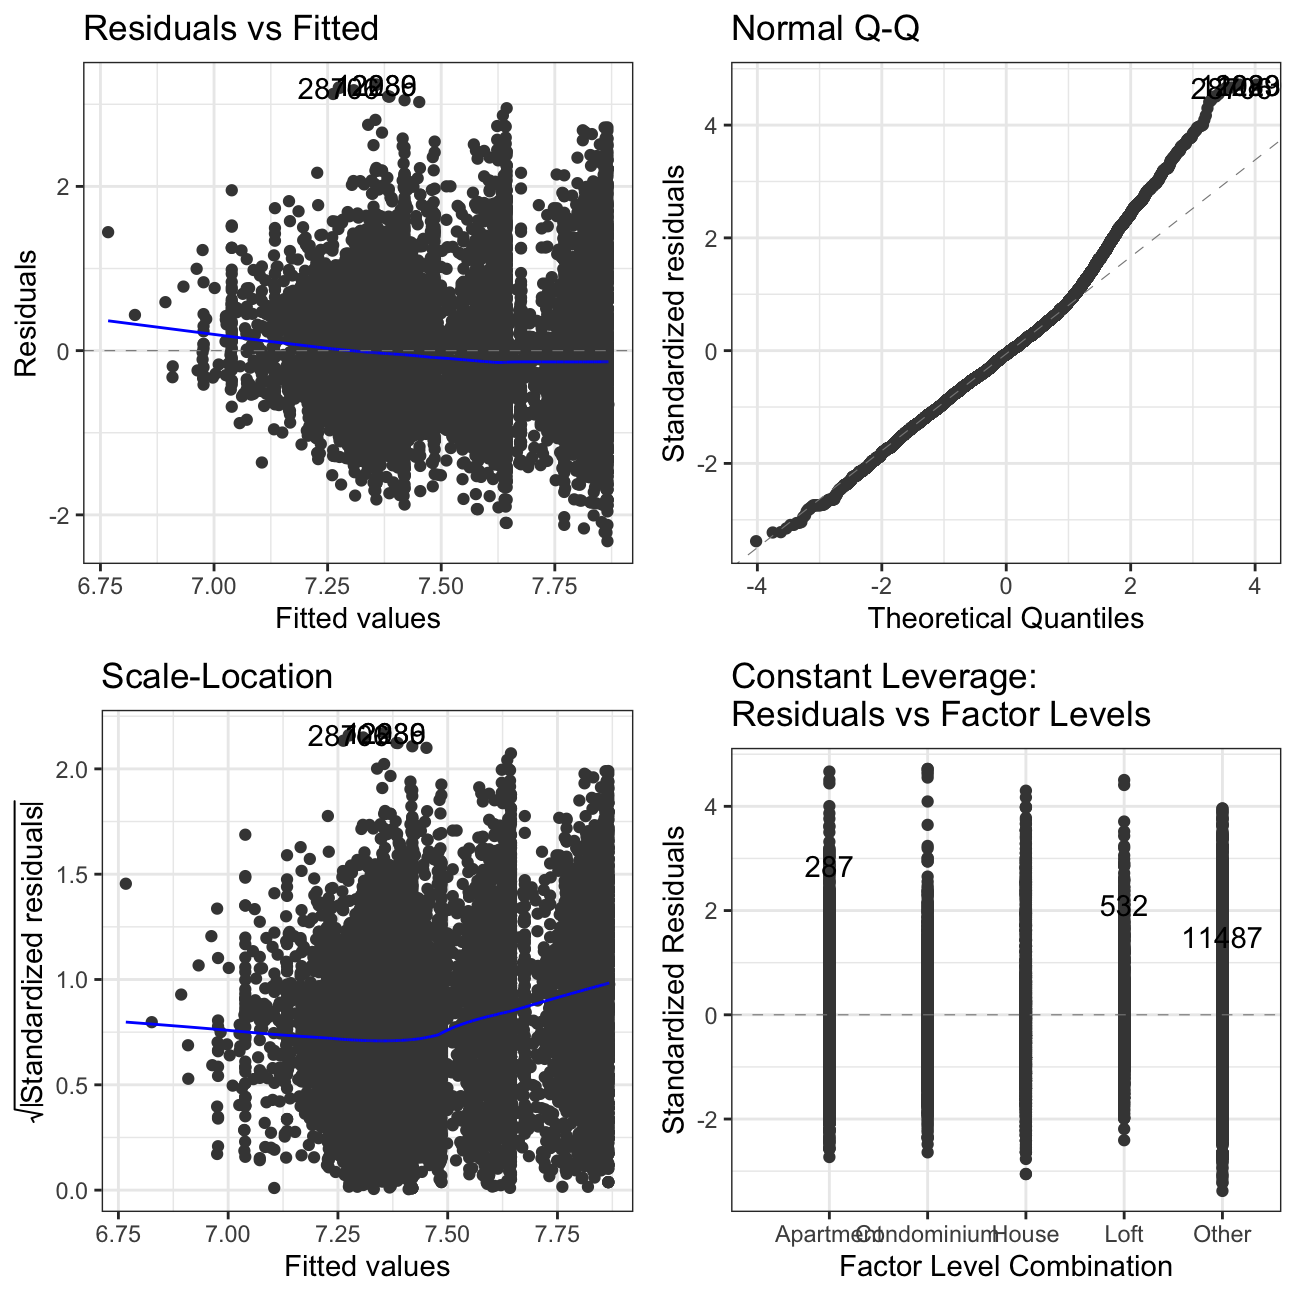 Residuals vs Fitted
2
0
-2
6.75 7.00 7.25 7.50 7.75
Fitted values
Residuals
Normal Q-Q
4
2
0
-2
-4 -2 0 2 4
Theoretical Quantiles
Standardized residuals
Scale-Location
2.0
1.5
1.0
0.5
0.0
6.75 7.00 7.25 7.50 7.75
Fitted values
√|Standardized residuals|
Constant Leverage:
Residuals vs Factor Levels
4
2
0
-2
287
532
11487
Apartment Condominium House Loft Other
Factor Level Combination
Standardized Residuals